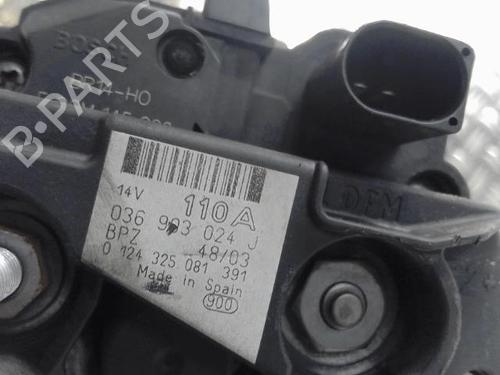 BOSCH
14V 110A
036 903 024 J
BPZ 48/03
0 124 325 081 391
Made in Spain
900
DFM